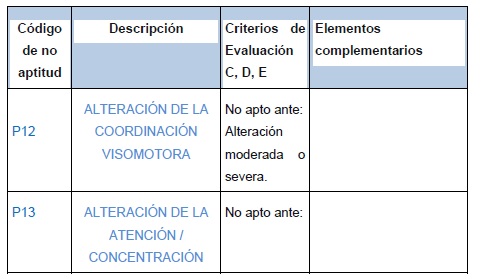 Código de no aptitud
Descripción
Criterios de Evaluación C, D, E
Elementos complementarios
P12
ALTERACIÓN DE LA
COORDINACIÓN
VISOMOTORA
No apto ante:
Alteración
moderada o
severa.
P13
ALTERACIÓN DE LA
ATENCIÓN /
CONCENTRACIÓN
No apto ante: